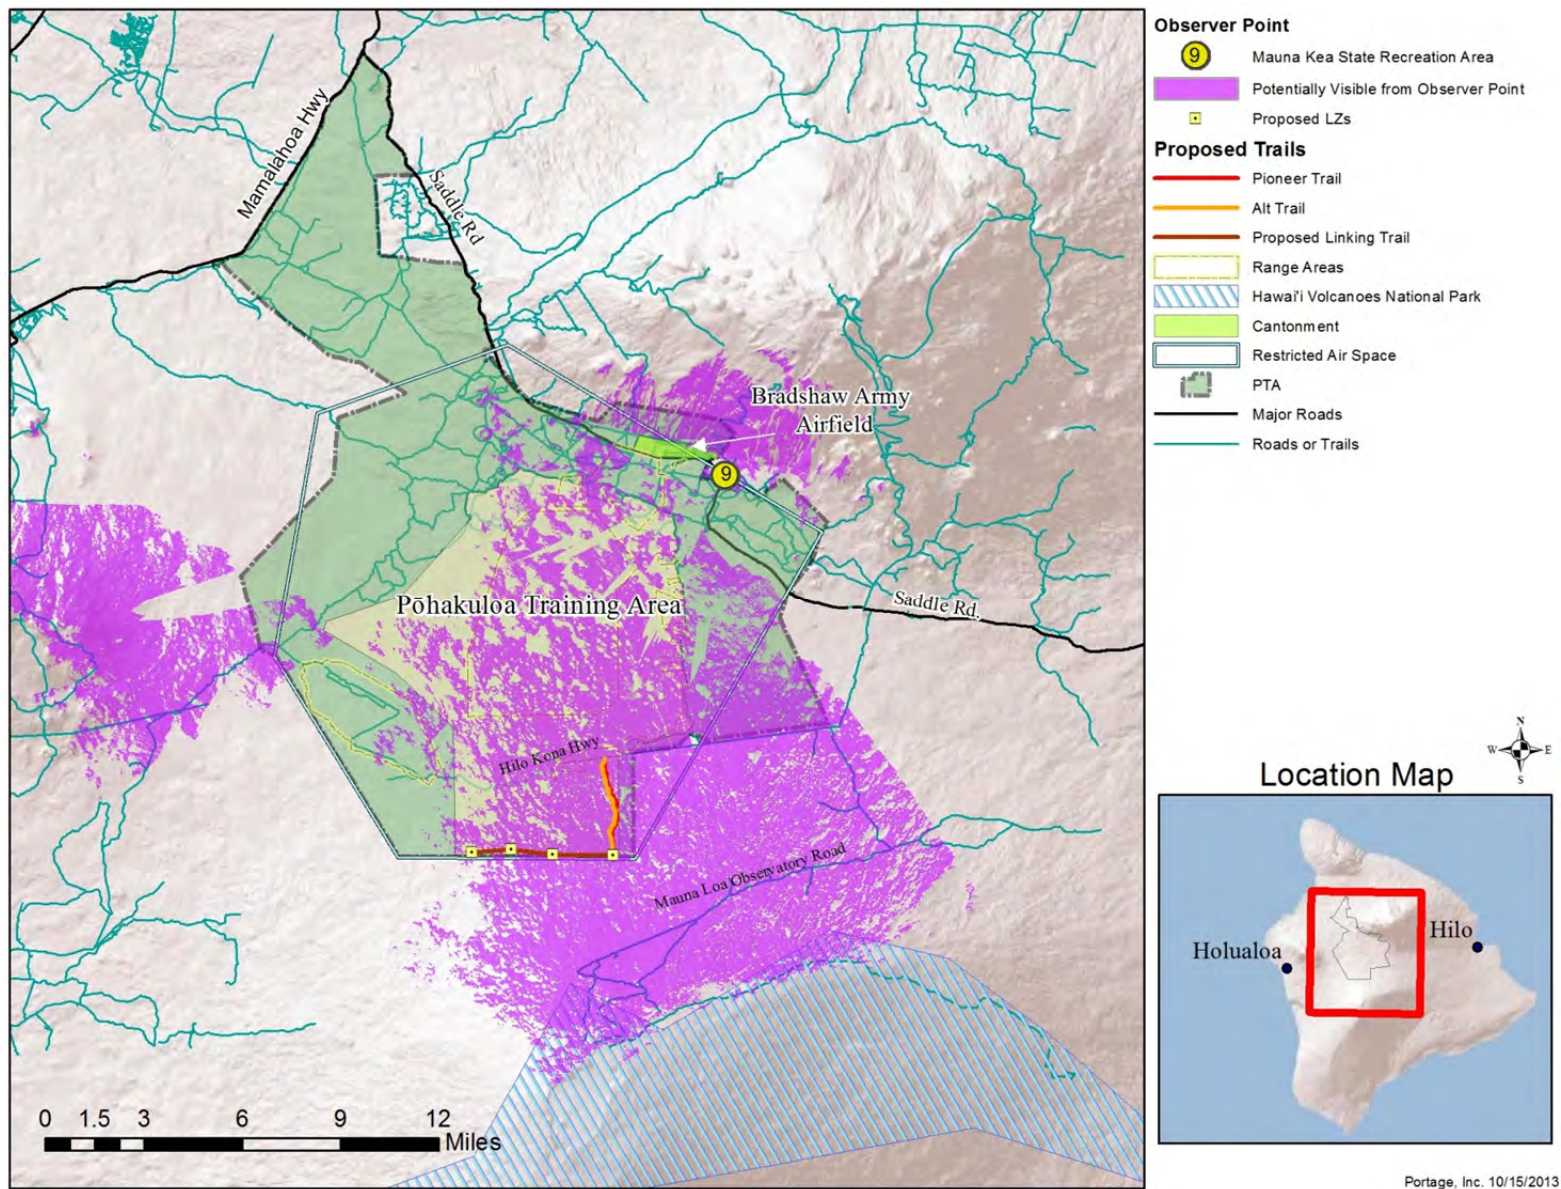 Observer Point
9 Mauna Kea State Recreation Area
Potentially Visible from Observer Point
Proposed LZs
Proposed Trails
Pioneer Trail
Alt Trail
Proposed Linking Trail
Range Areas
Hawai'i Volcanoes National Park
Cantonment
Restricted Air Space
PTA
Major Roads
Roads or Trails
Mamalahoa Hwy
Saddle Rd
Bradshaw Army
Airfield
9
Pōhakuloa Training Area
Saddle Rd.
Hilo Kona Hwy
Mauna Loa Observatory Road
0 1.5 3 6 9 12
Miles
N
W E
S
Location Map
Hilo
Holualoa
Portage, Inc. 10/15/2013